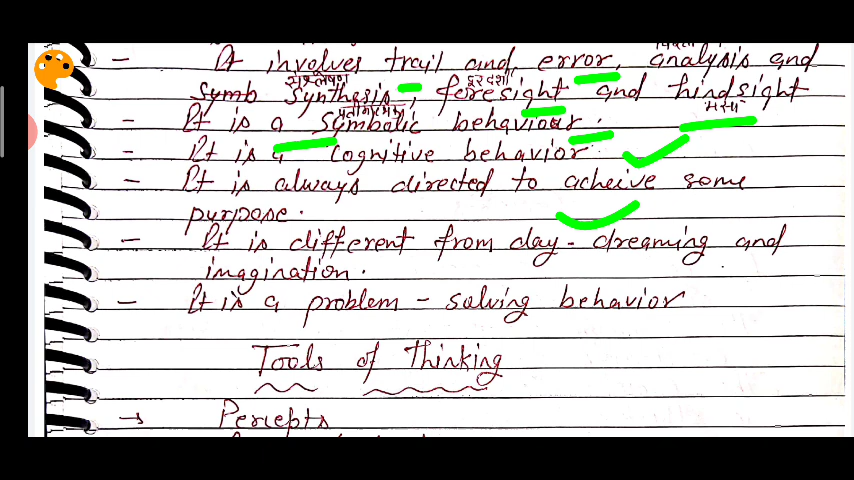 - It involves trail and error, analysis and
संश्लेषण दूरदर्शी
Symb Synthesis, foresight and hindsight
- It is a symbolic behaviour.
- It is a cognitive behavior.
- It is always directed to acheive some
purpose.
- It is different from day-dreaming and
imagination.
- It is a problem-solving behavior
Tools of Thinking
→ Percepts